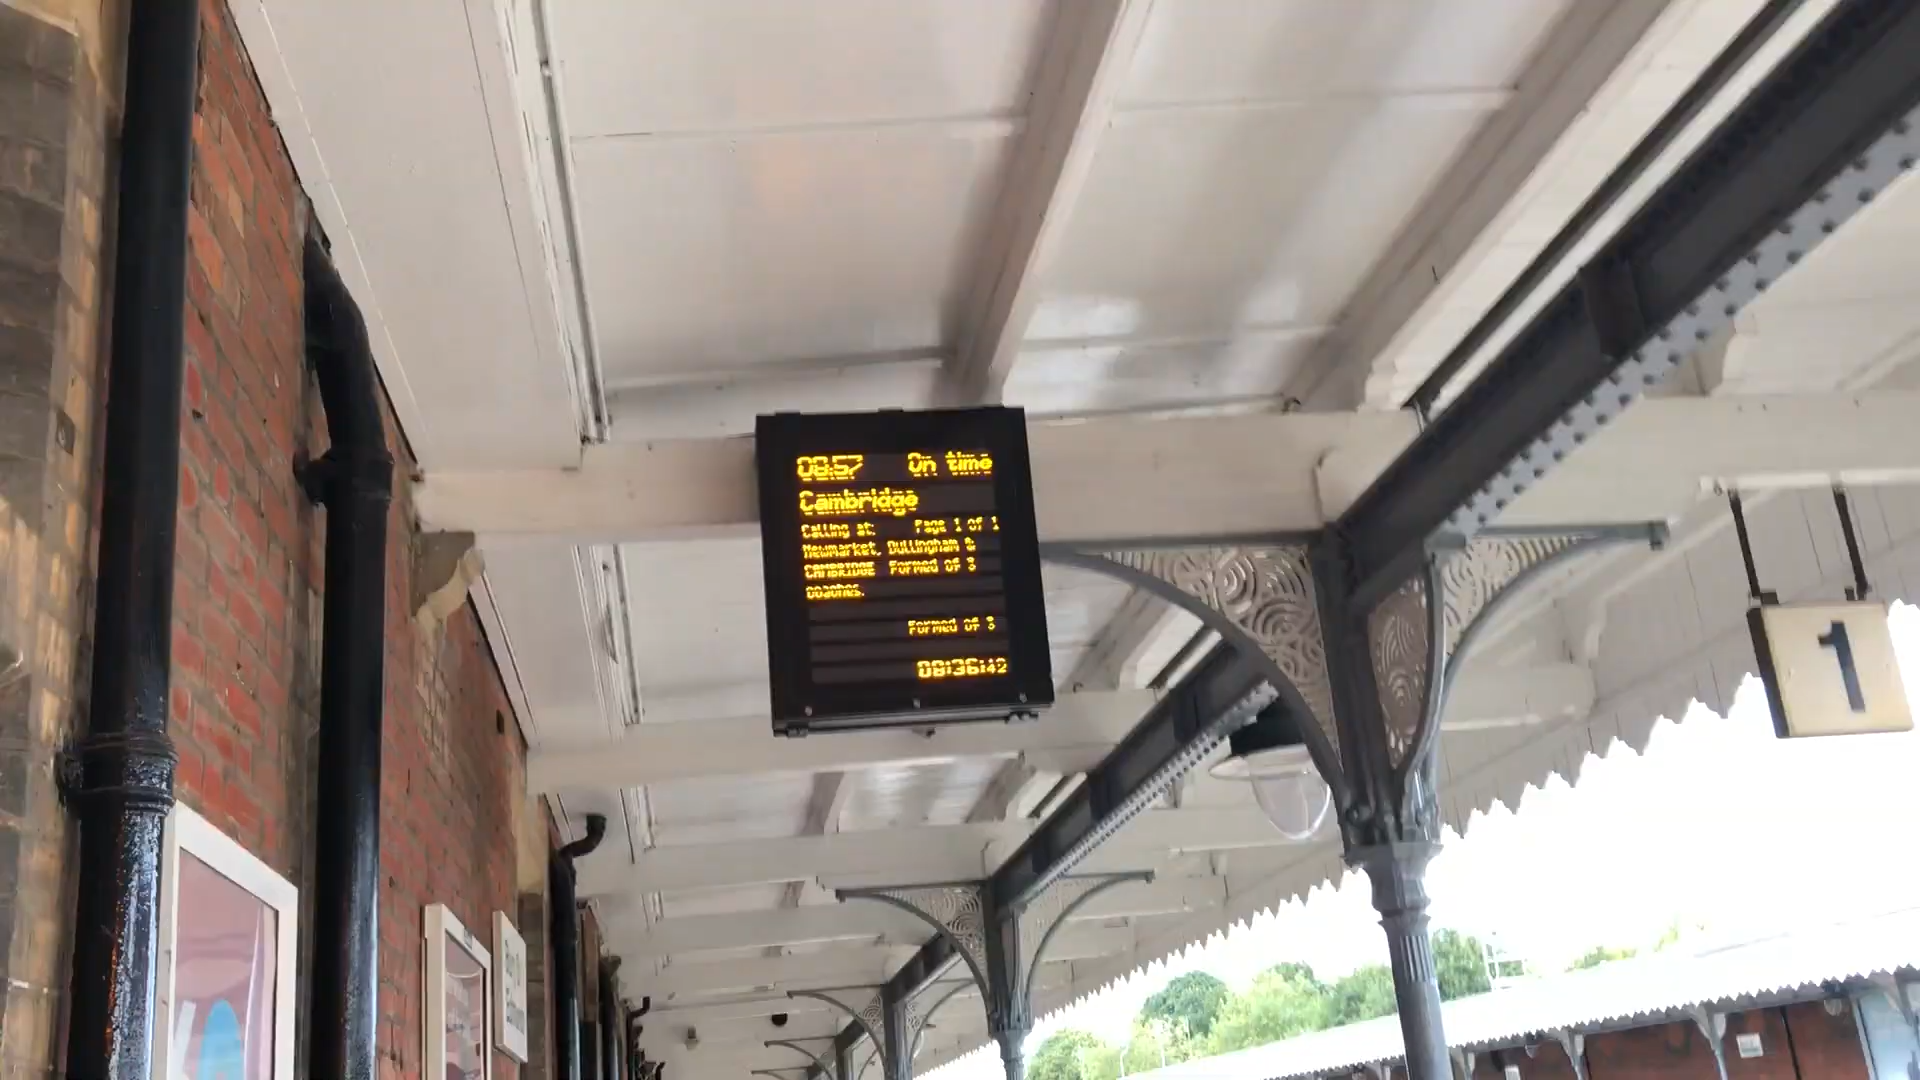 08:57 On time
Cambridge
Calling at: Page 1 of 1
Newmarket, Dullingham &
CAMBRIDGE Formed of 3
coaches.
Formed of 3
08:36:42
1